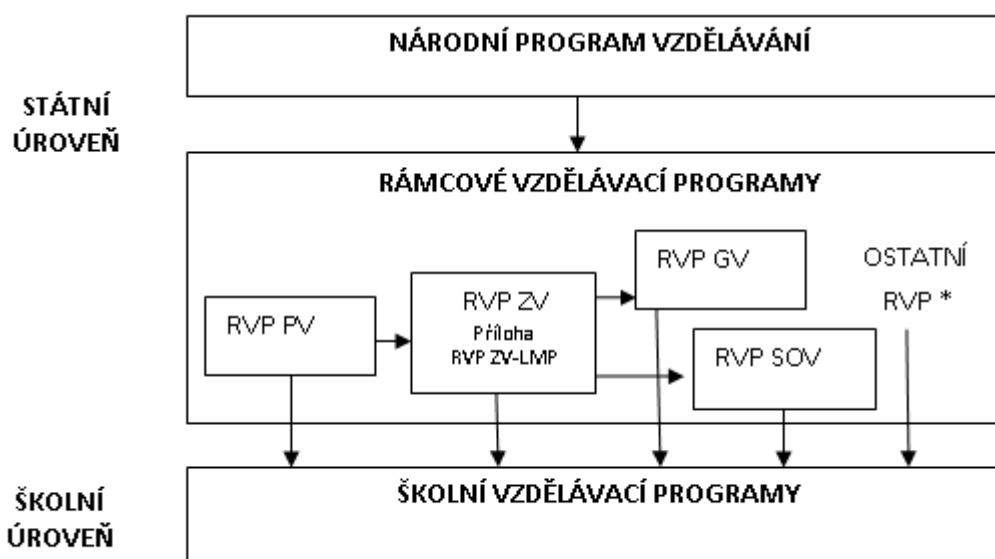 NÁRODNÍ PROGRAM VZDĚLÁVÁNÍ
STÁTNÍ
ÚROVEŇ
RÁMCOVÉ VZDĚLÁVACÍ PROGRAMY
RVP GV
OSTATNÍ
RVP *
RVP ZV
Příloha
RVP ZV-LMP
RVP PV
RVP SOV
ŠKOLNÍ VZDĚLÁVACÍ PROGRAMY
ŠKOLNÍ
ÚROVEŇ